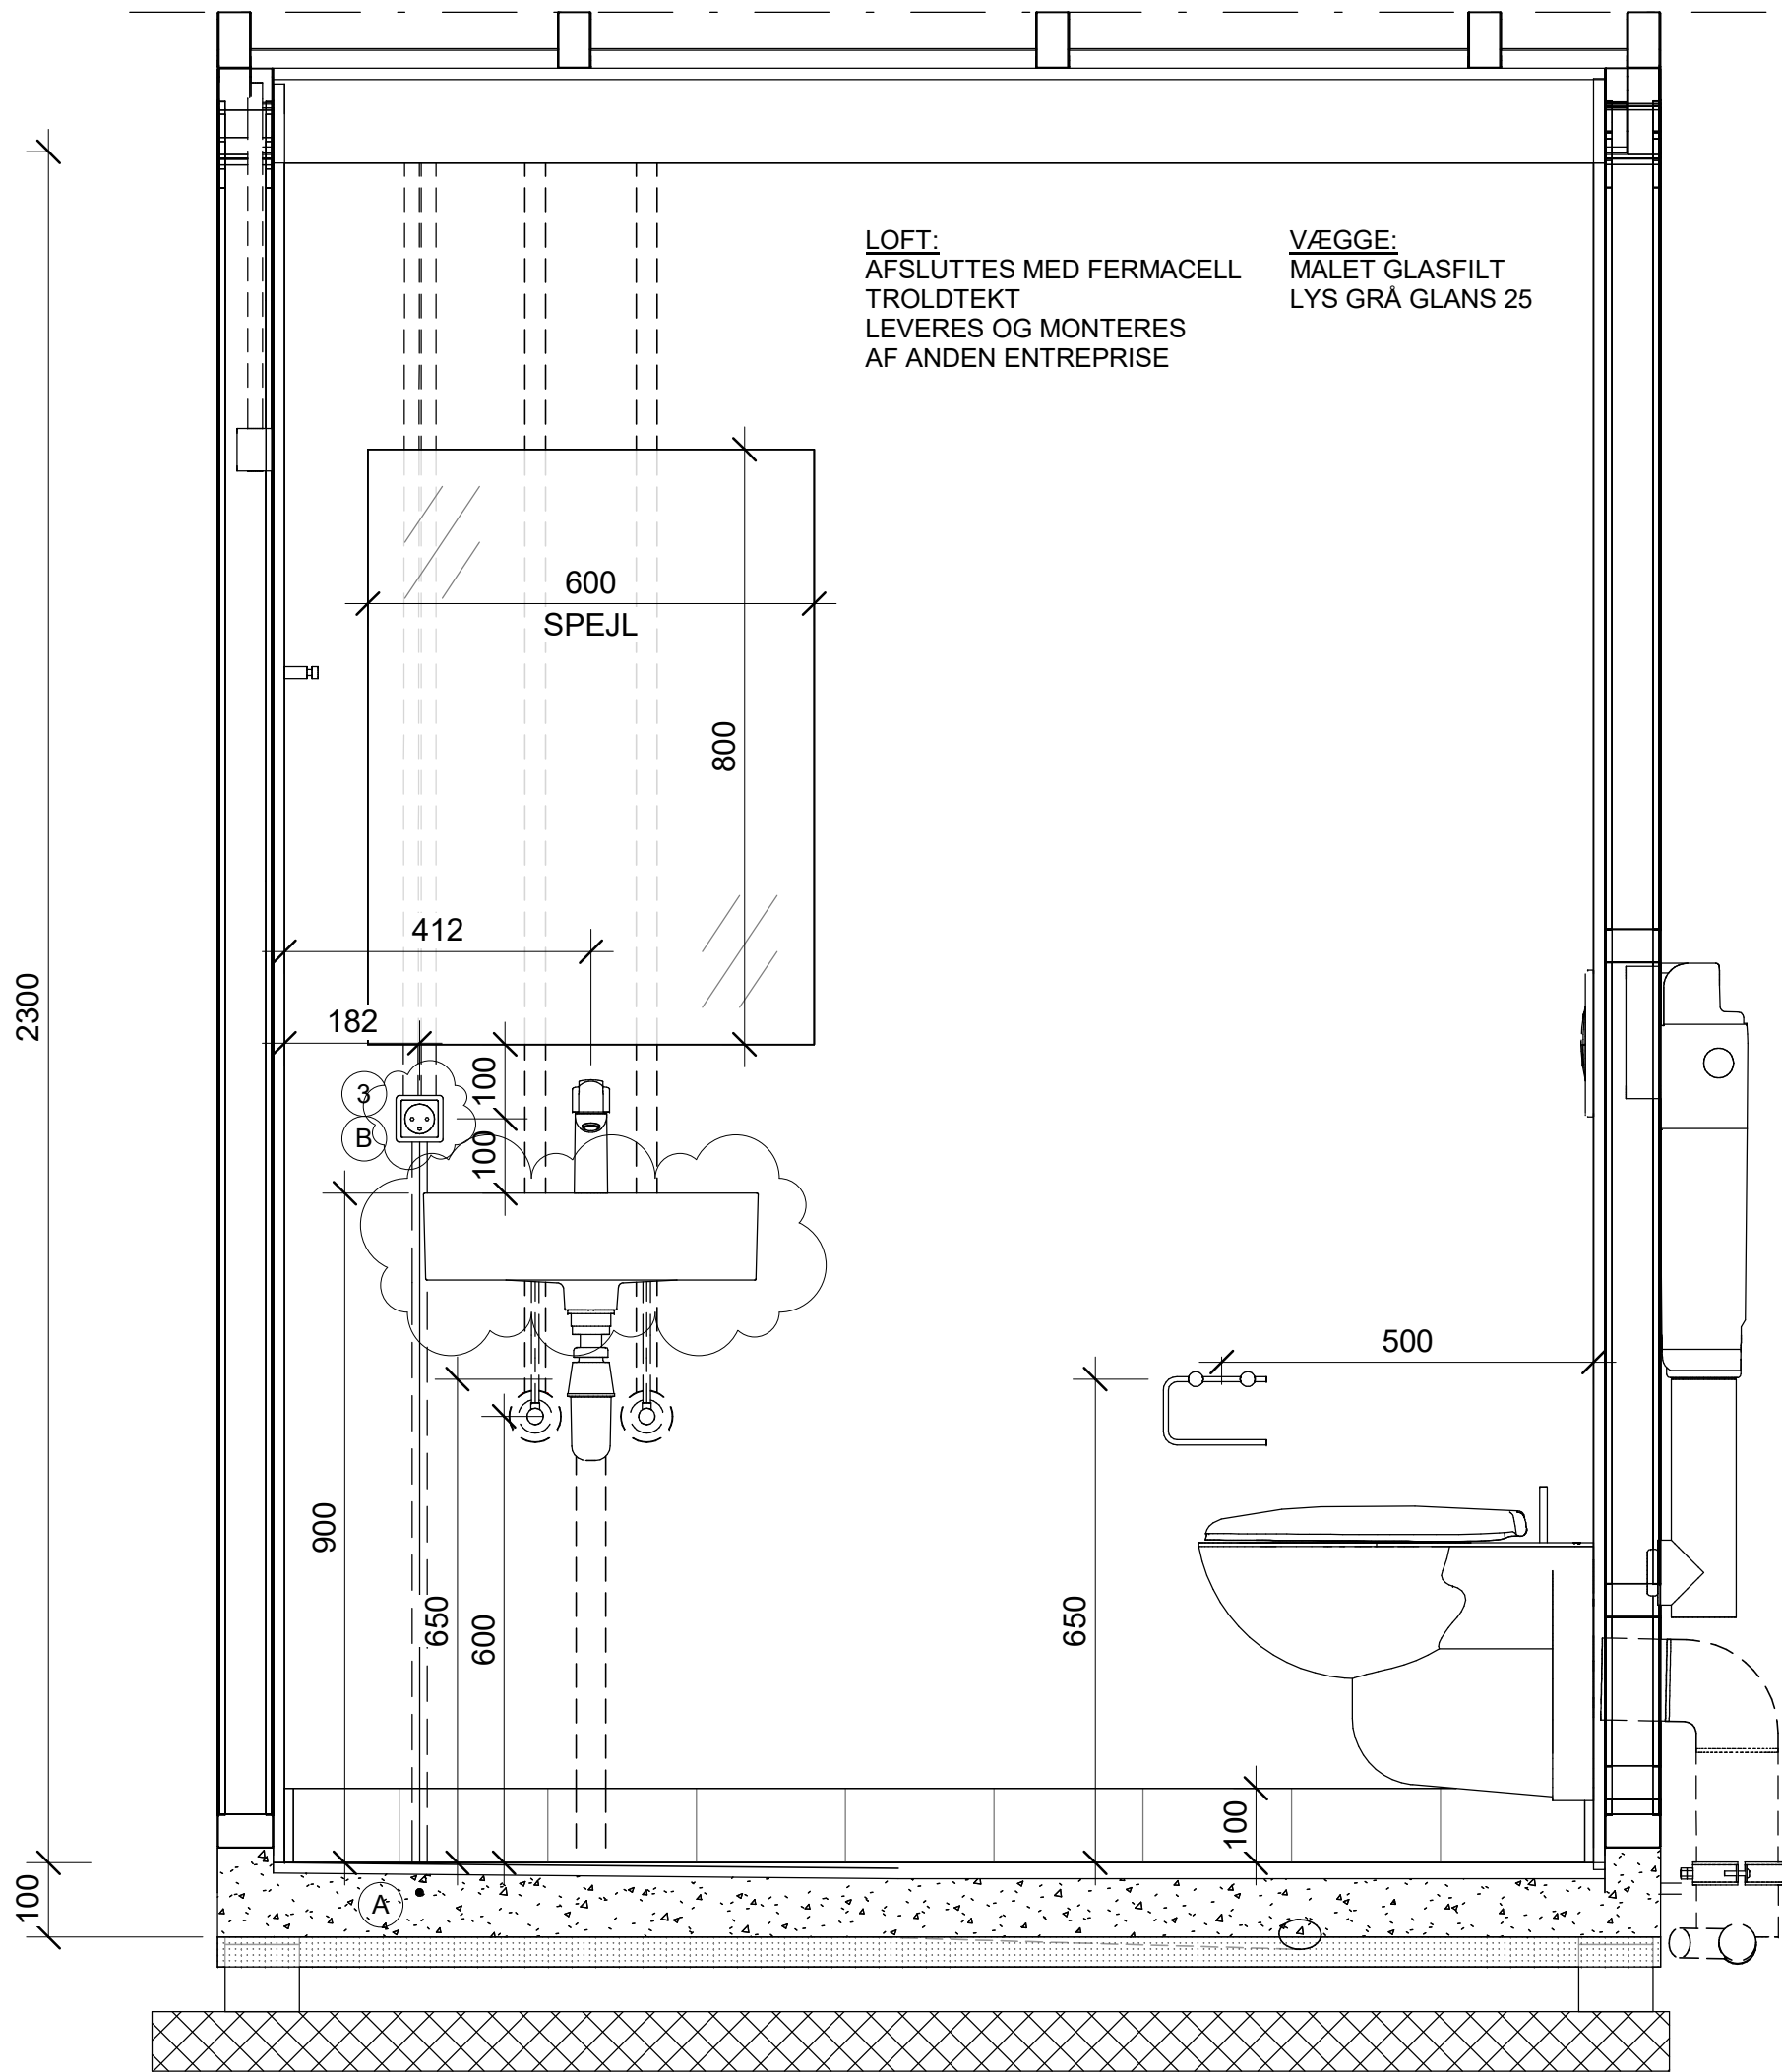 LOFT:
AFSLUTTES MED FERMACELL
TROLDTEKT
LEVERES OG MONTERES
AF ANDEN ENTREPRISE
VÆGGE:
MALET GLASFILT
LYS GRÅ GLANS 25
600
SPEJL
800
412
182
2300
100
3
B
100
100
900
650
600
500
650
100
A